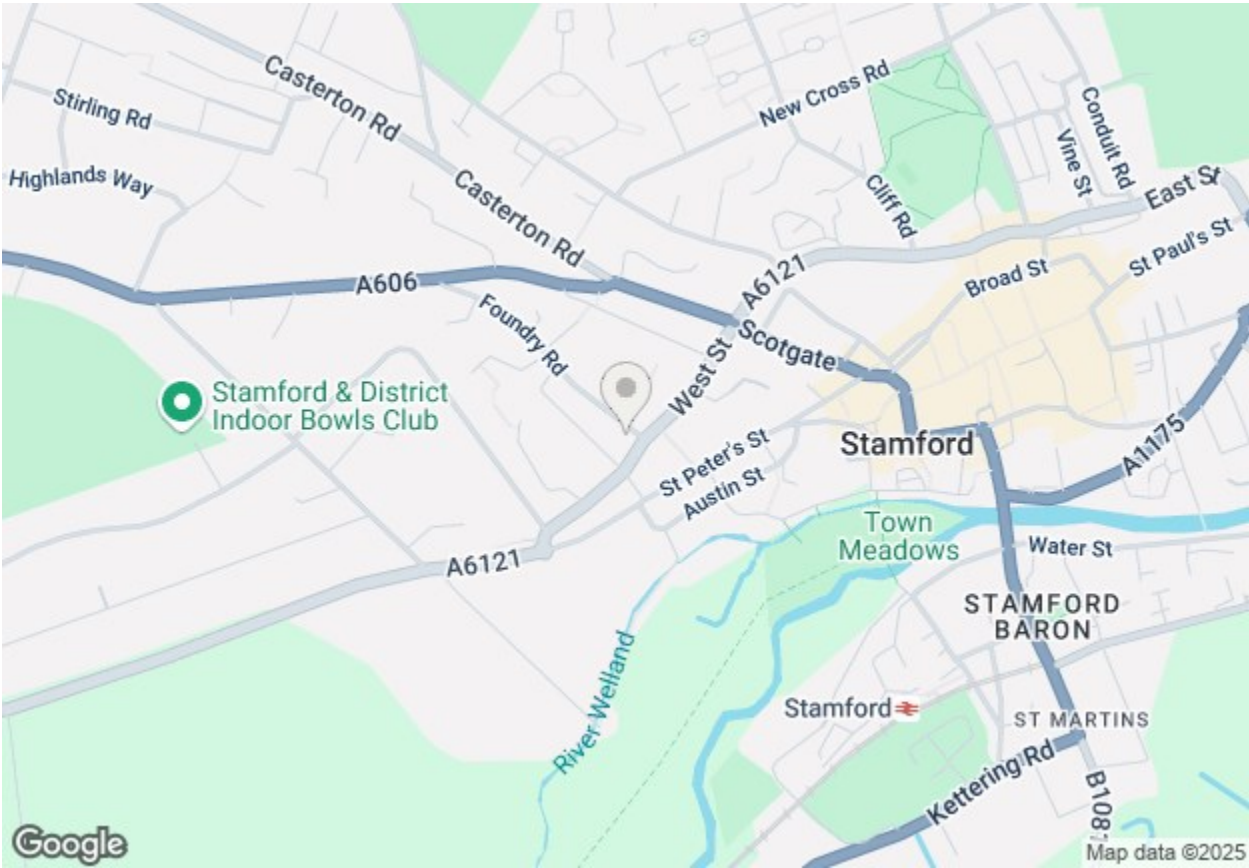 Casterton Rd
New Cross Rd
Conduit Rd
Stirling Rd
Vine St
Highlands Way
Casterton Rd
Cliff Rd
East St
St Paul's St
A606
A6121
Broad St
Foundry Rd
Scotgate
West St
Stamford & District
Indoor Bowls Club
Stamford
St Peter's St
A1175
Austin St
Town
Meadows
A6121
Water St
STAMFORD
BARON
River Welland
Stamford
ST MARTINS
Kettering Rd
B1081
Google
Map data ©2025